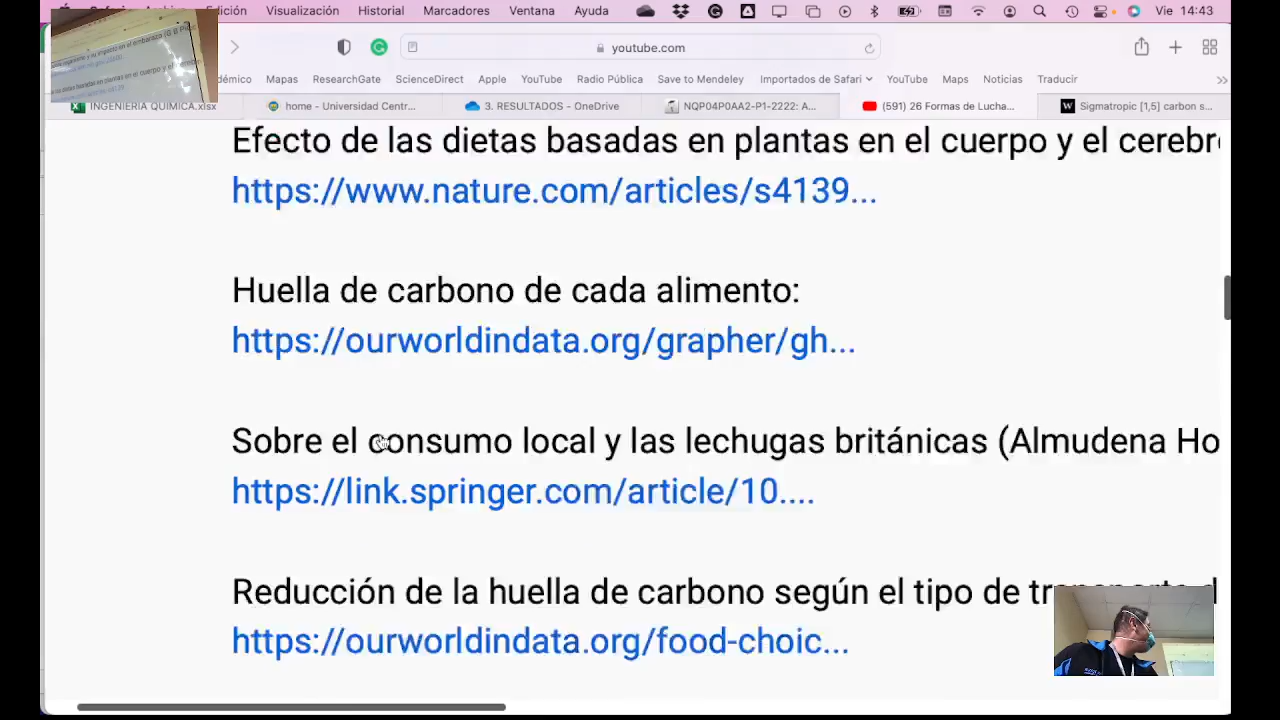 Edición Visualización Historial Marcadores Ventana Ayuda Vie 14:43
youtube.com
démico Mapas ResearchGate ScienceDirect Apple YouTube Radio Pública Save to Mendeley Importados de Safari YouTube Maps Noticias Traducir
INGENIERIA QUIMICA.xlsx home - Universidad Centr... 3. RESULTADOS - OneDrive NQP04P0AA2-P1-2222: A... (591) 26 Formas de Lucha... Sigmatropic [1,5] carbon s...
Efecto de las dietas basadas en plantas en el cuerpo y el cerebr
https://www.nature.com/articles/s4139...
Huella de carbono de cada alimento:
https://ourworldindata.org/grapher/gh...
Sobre el consumo local y las lechugas británicas (Almudena Ho
https://link.springer.com/article/10....
Reducción de la huella de carbono según el tipo de
https://ourworldindata.org/food-choic...